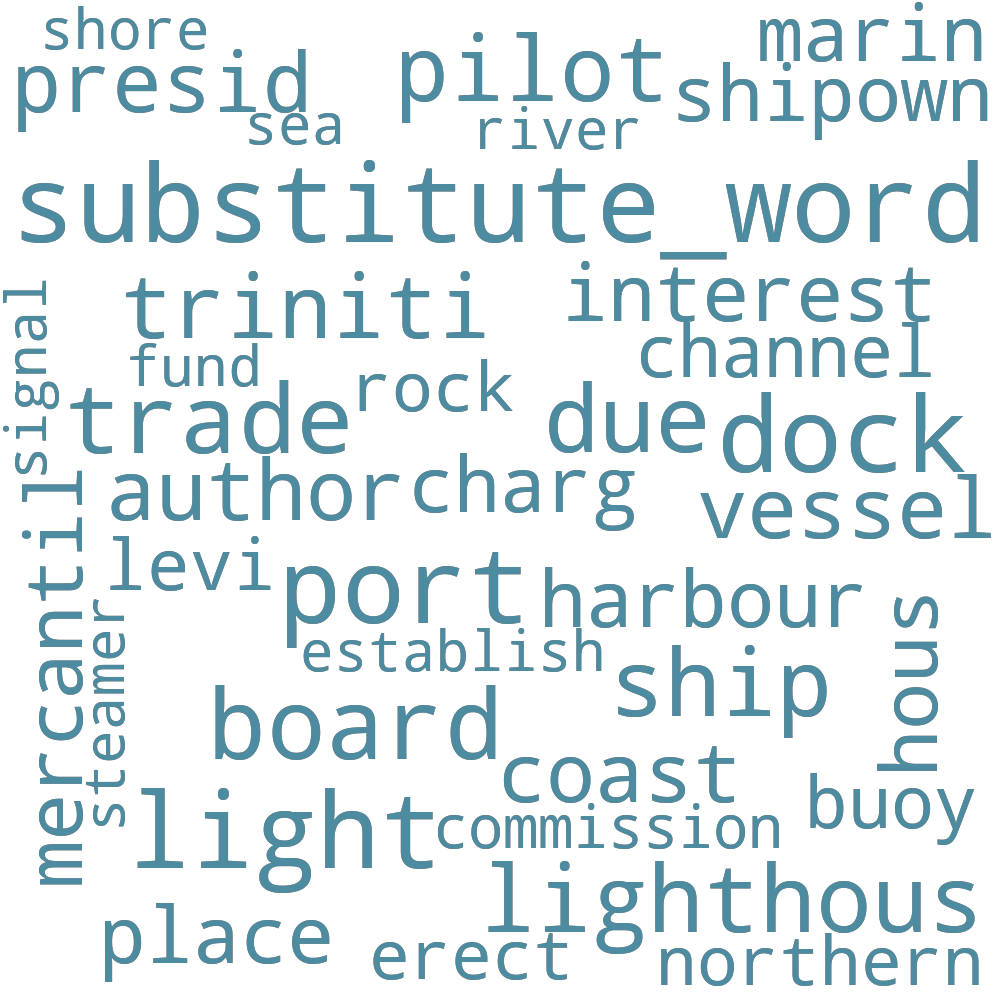 shore
marin
presid
pilot
shipown
sea
river
substitute_word
triniti
interest
signal
fund
channel
rock
trade
due
dock
author
charg
vessel
mercantil
levi
port
harbour
steamer
establish
ship
hous
board
coast
buoy
light
commission
lighthous
place
erect
northern